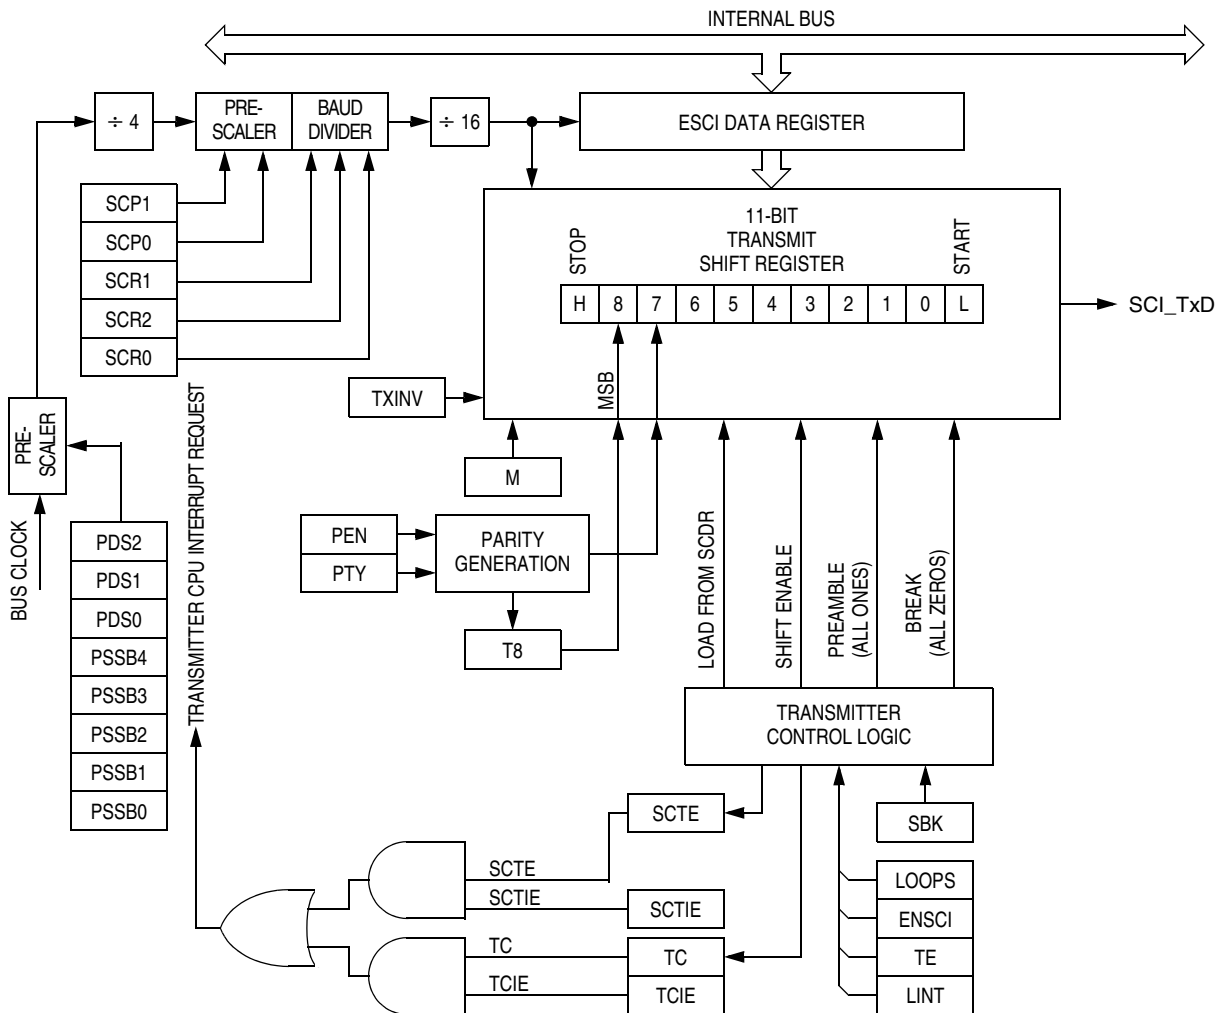 INTERNAL BUS
÷ 4
PRE-
SCALER
BAUD
DIVIDER
÷ 16
ESCI DATA REGISTER
SCP1
SCP0
SCR1
SCR2
SCR0
11-BIT
TRANSMIT
SHIFT REGISTER
STOP
START
H 8 7 6 5 4 3 2 1 0 L
SCI_TxD
TXINV
MSB
M
PRE-
SCALER
BUS CLOCK
TRANSMITTER CPU INTERRUPT REQUEST
PDS2
PDS1
PDS0
PSSB4
PSSB3
PSSB2
PSSB1
PSSB0
PEN
PTY
PARITY
GENERATION
T8
LOAD FROM SCDR
SHIFT ENABLE
PREAMBLE
(ALL ONES)
BREAK
(ALL ZEROS)
TRANSMITTER
CONTROL LOGIC
SCTE
SBK
SCTE
SCTIE
SCTIE
TC
TC
TCIE
TCIE
LOOPS
ENSCI
TE
LINT